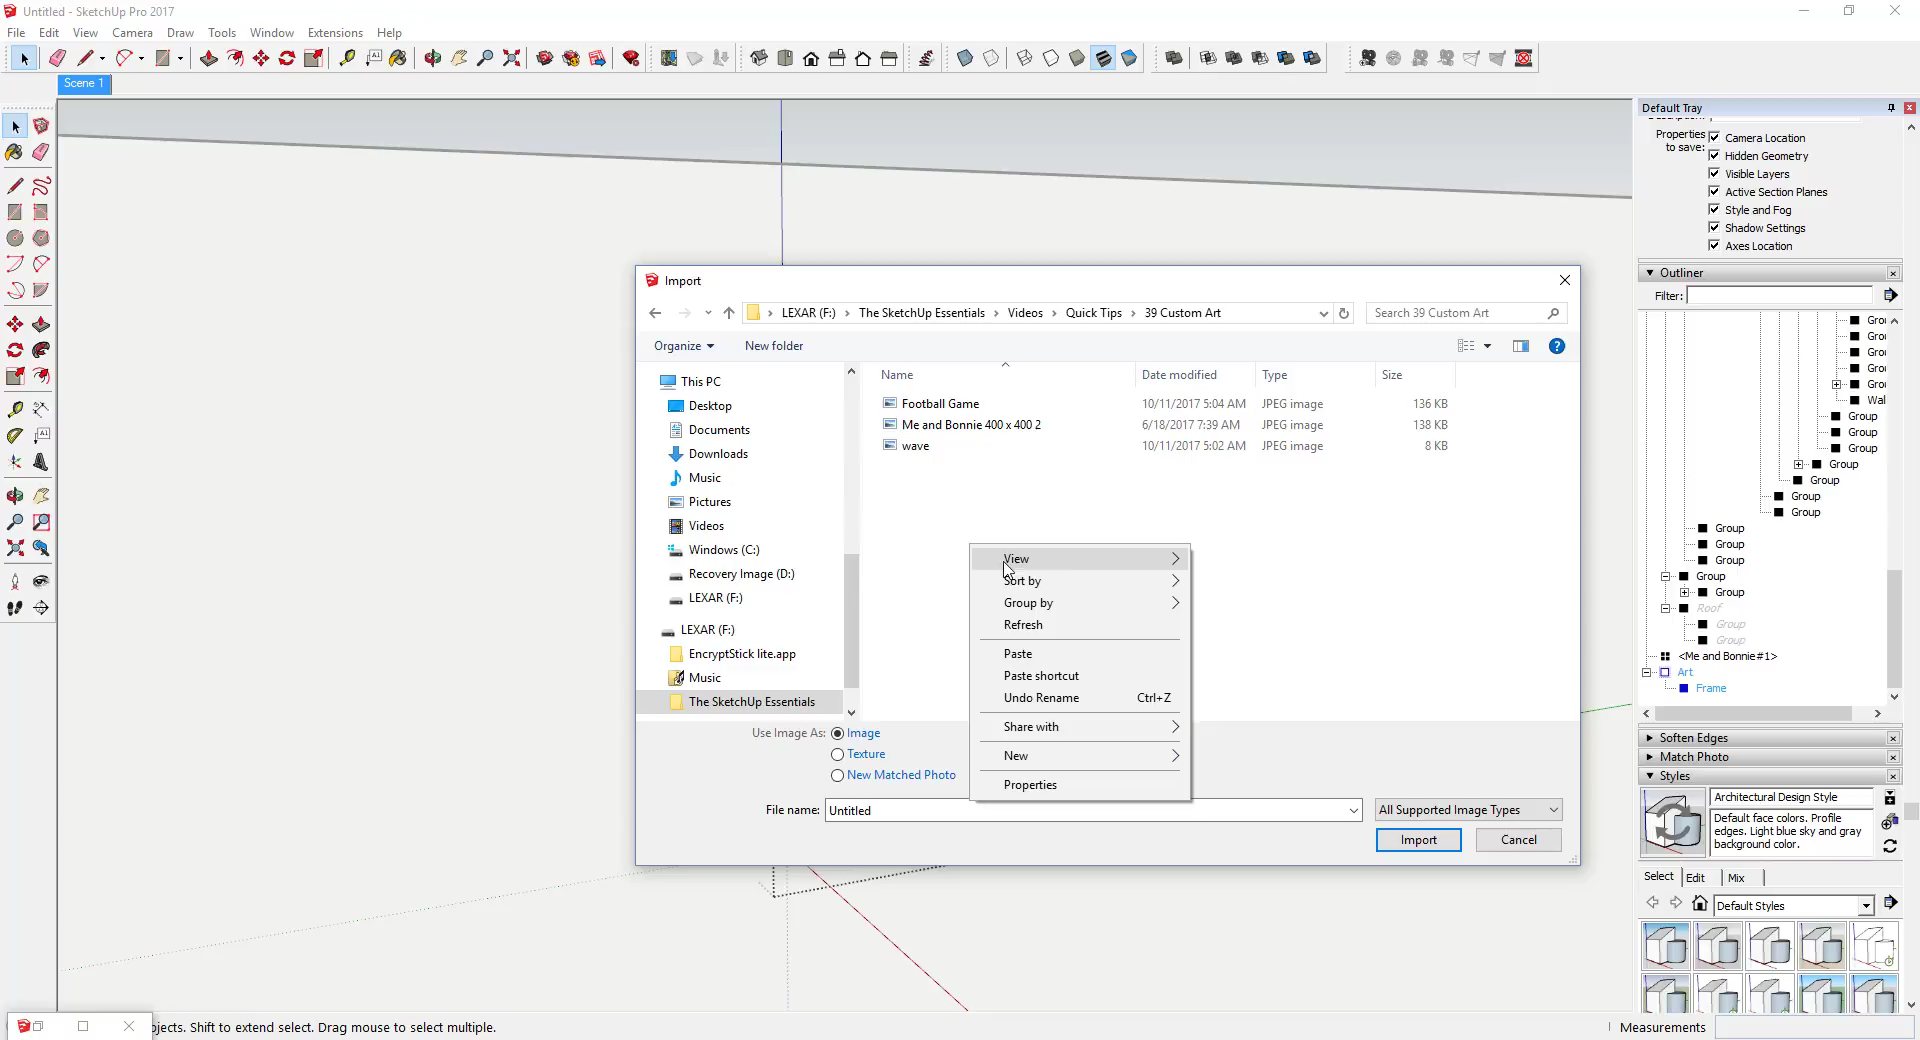 Untitled - SketchUp Pro 2017
File Edit View Camera Draw Tools Window Extensions Help
Scene 1
Default Tray
Properties to save:
Camera Location
Hidden Geometry
Visible Layers
Active Section Planes
Style and Fog
Shadow Settings
Axes Location
Outliner
Filter:
Group
Group
Group
Group
Group
Group
Group
Group
Group
Group
Group
Group
Group
Roof
Group
Group
<Me and Bonnie#1>
Art
Frame
Soften Edges
Match Photo
Styles
Architectural Design Style
Default face colors. Profile
edges. Light blue sky and gray
background color.
Select Edit Mix
Default Styles
Import
LEXAR (F:) > The SketchUp Essentials > Videos > Quick Tips > 39 Custom Art
Search 39 Custom Art
Organize New folder
Name Date modified Type Size
Football Game 10/11/2017 5:04 AM JPEG image 136 KB
Me and Bonnie 400 x 400 2 6/18/2017 7:39 AM JPEG image 138 KB
wave 10/11/2017 5:02 AM JPEG image 8 KB
This PC
Desktop
Documents
Downloads
Music
Pictures
Videos
Windows (C:)
Recovery Image (D:)
LEXAR (F:)
LEXAR (F:)
EncryptStick lite.app
Music
The SketchUp Essentials
View
Sort by
Group by
Refresh
Paste
Paste shortcut
Undo Rename Ctrl+Z
Share with
New
Properties
Use Image As: Image
Texture
New Matched Photo
File name: Untitled
All Supported Image Types
Import Cancel
Shift to extend select. Drag mouse to select multiple.
Measurements